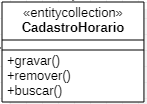 «entitycollection»
CadastroHorario
+gravar()
+remover()
+buscar()